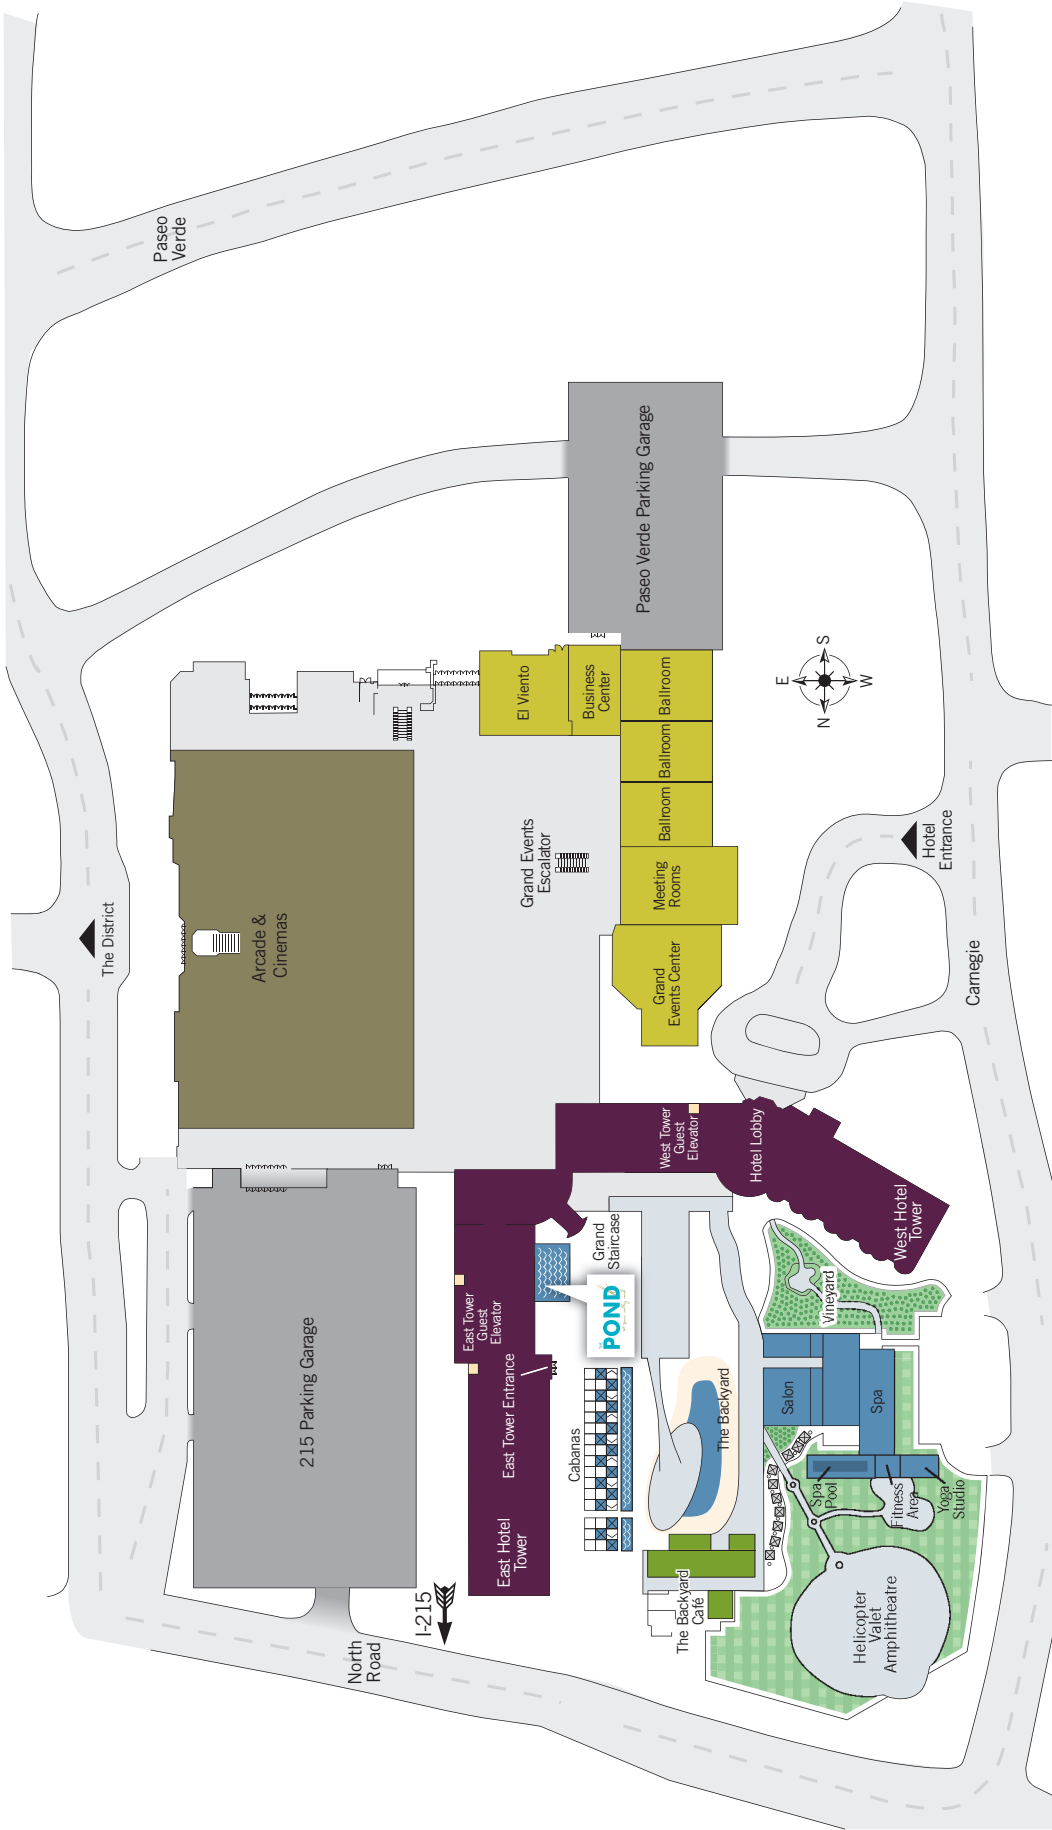 Paseo
Verde
The District
Arcade &
Cinemas
215 Parking Garage
North
Road
I-215
Paseo Verde Parking Garage
El Viento
Business
Center
Ballroom
Ballroom
Ballroom
Meeting
Rooms
Grand
Events Center
Grand Events
Escalator
E
S
W
N
Hotel
Entrance
Carnegie
West Tower
Guest
Elevator
Hotel Lobby
West Hotel
Tower
East Tower
Guest
Elevator
East Tower Entrance
East Hotel
Tower
Grand
Staircase
POND
Cabanas
The Backyard
The Backyard
Café
Vineyard
Salon
Spa
Spa
Pool
Fitness
Area
Yoga
Studio
Helicopter
Valet
Amphitheatre